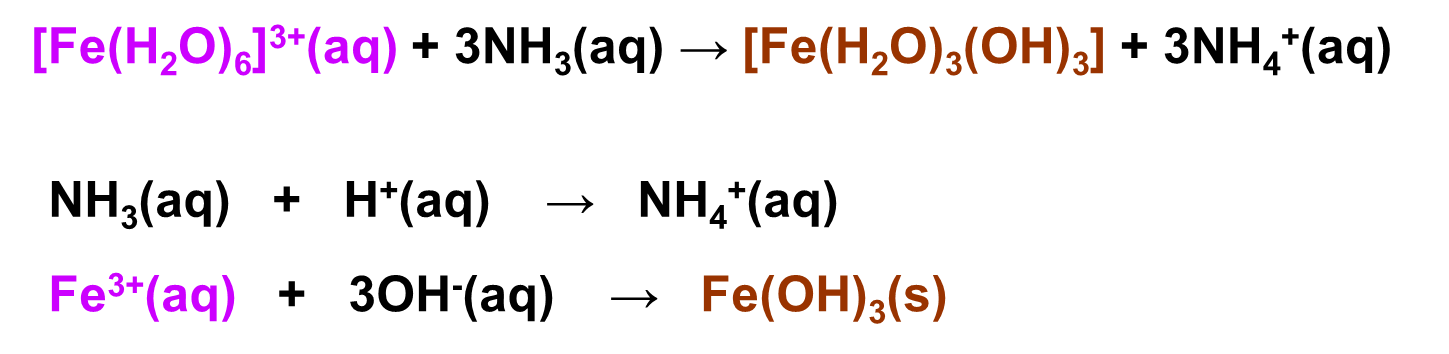 [Fe(H₂O)₆]³⁺(aq) + 3NH₃(aq) → [Fe(H₂O)₃(OH)₃] + 3NH₄⁺(aq)
NH₃(aq) + H⁺(aq) → NH₄⁺(aq)
Fe³⁺(aq) + 3OH⁻(aq) → Fe(OH)₃(s)